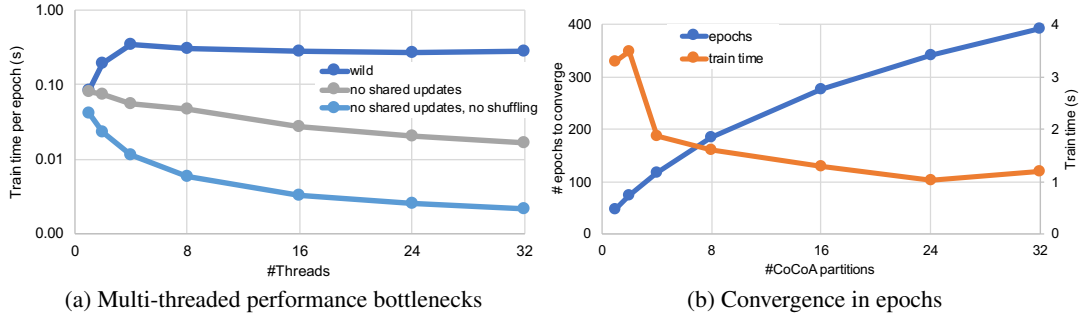 1.00
0.10
0.01
0.00
Train time per epoch (s)
wild
no shared updates
no shared updates, no shuffling
0 8 16 24 32
#Threads
(a) Multi-threaded performance bottlenecks
400
300
200
100
0
# epochs to converge
epochs
train time
4
3
2
1
0
Train time (s)
0 8 16 24 32
#CoCoA partitions
(b) Convergence in epochs